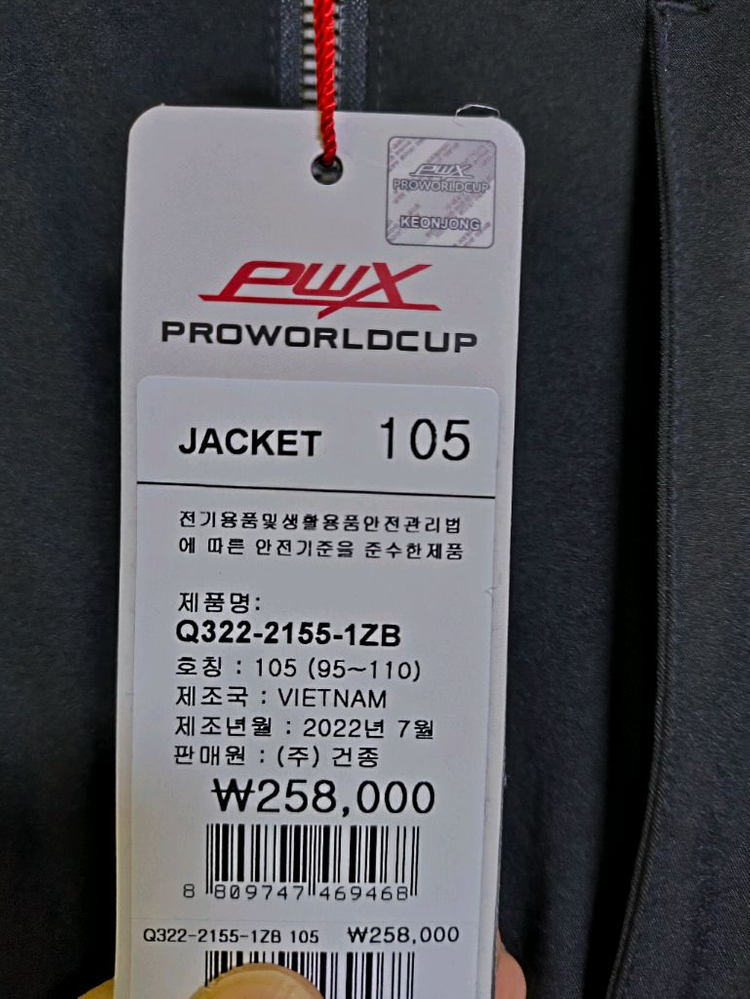 PWX
PROWORLDCUP
KEONJONG
PWX
PROWORLDCUP
JACKET 105
전기용품및생활용품안전관리법
에 따른 안전기준을 준수한제품
제품명:
Q322-2155-1ZB
호칭 : 105 (95~110)
제조국 : VIETNAM
제조년월 : 2022년 7월
판매원 : (주) 건종
₩258,000
8 809747 469468
Q322-2155-1ZB 105 ₩258,000